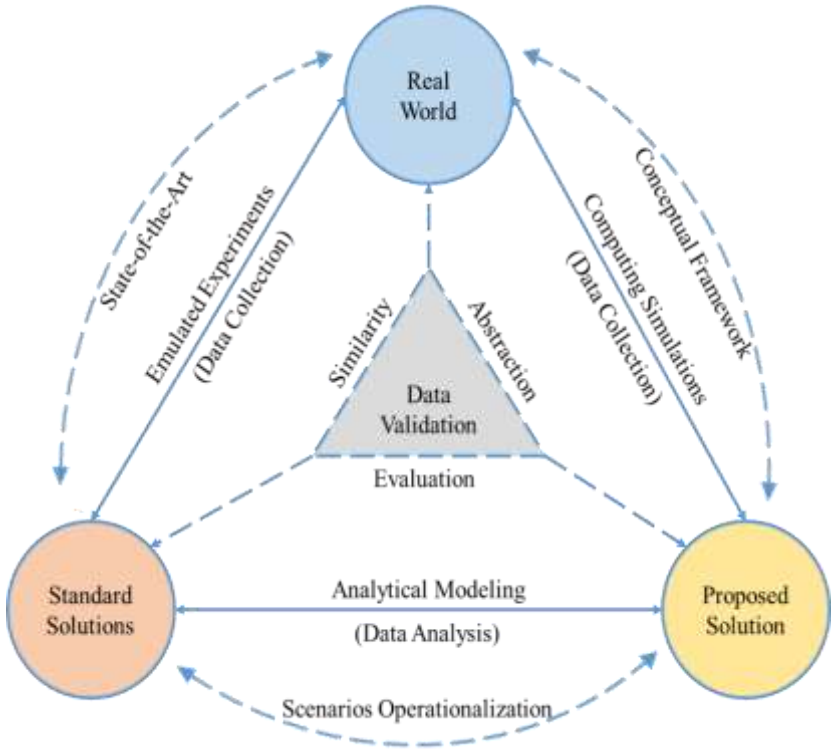 Real
World
State-of-the-Art
Emulated Experiments
(Data Collection)
Computing Simulations
(Data Collection)
Conceptual Framework
Similarity
Abstraction
Data
Validation
Evaluation
Standard
Solutions
Analytical Modeling
(Data Analysis)
Proposed
Solution
Scenarios Operationalization